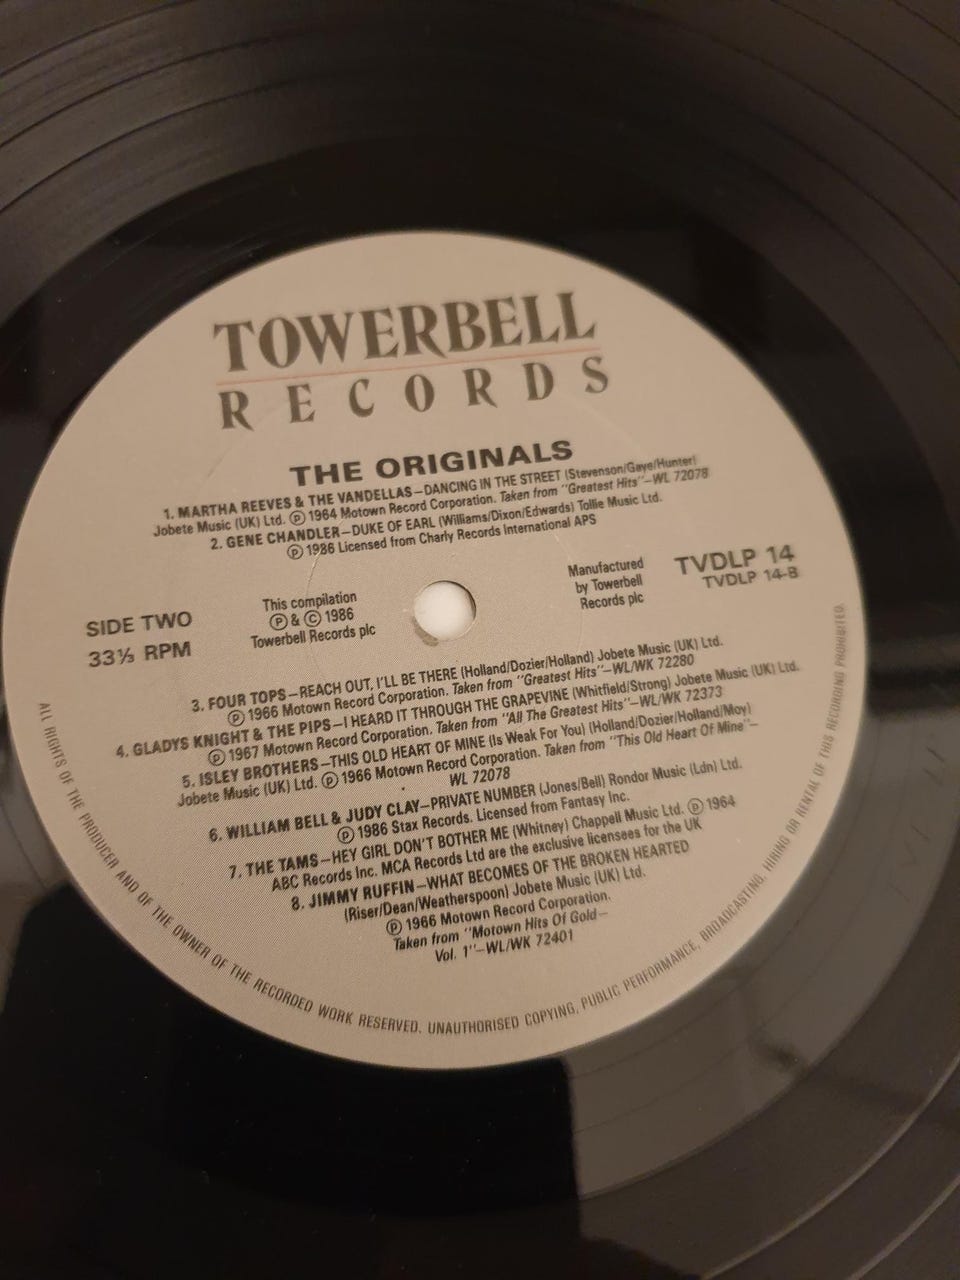 TOWERBELL
RECORDS
THE ORIGINALS
1. MARTHA REEVES & THE VANDELLAS–DANCING IN THE STREET (Stevenson/Gaye/Hunter)
Jobete Music (UK) Ltd. Ⓟ 1964 Motown Record Corporation. Taken from "Greatest Hits"–WL 72078
2. GENE CHANDLER–DUKE OF EARL (Williams/Dixon/Edwards) Tollie Music Ltd.
Ⓟ 1986 Licensed from Charly Records International APS
SIDE TWO
33⅓ RPM
This compilation
Ⓟ & © 1986
Towerbell Records plc
Manufactured
by Towerbell
Records plc
TVDLP 14
TVDLP 14-B
3. FOUR TOPS–REACH OUT, I'LL BE THERE (Holland/Dozier/Holland) Jobete Music (UK) Ltd.
Ⓟ 1966 Motown Record Corporation. Taken from "Greatest Hits"–WL/WK 72280
4. GLADYS KNIGHT & THE PIPS–I HEARD IT THROUGH THE GRAPEVINE (Whitfield/Strong) Jobete Music (UK) Ltd.
Ⓟ 1967 Motown Record Corporation. Taken from "All The Greatest Hits"–WL/WK 72373
5. ISLEY BROTHERS–THIS OLD HEART OF MINE (Is Weak For You) (Holland/Dozier/Holland/Moy)
Jobete Music (UK) Ltd. Ⓟ 1966 Motown Record Corporation. Taken from "This Old Heart Of Mine"–
WL 72078
6. WILLIAM BELL & JUDY CLAY–PRIVATE NUMBER (Jones/Bell) Rondor Music (Ldn) Ltd.
Ⓟ 1986 Stax Records. Licensed from Fantasy Inc.
7. THE TAMS–HEY GIRL DON'T BOTHER ME (Whitney) Chappell Music Ltd. Ⓟ 1964
ABC Records Inc. MCA Records Ltd are the exclusive licensees for the UK
8. JIMMY RUFFIN–WHAT BECOMES OF THE BROKEN HEARTED
(Riser/Dean/Weatherspoon) Jobete Music (UK) Ltd.
Ⓟ 1966 Motown Record Corporation.
Taken from "Motown Hits Of Gold–
Vol. 1"–WL/WK 72401
ALL RIGHTS OF THE PRODUCER AND OF THE OWNER OF THE RECORDED WORK RESERVED. UNAUTHORISED COPYING, PUBLIC PERFORMANCE, BROADCASTING, HIRING OR RENTAL OF THIS RECORDING PROHIBITED.